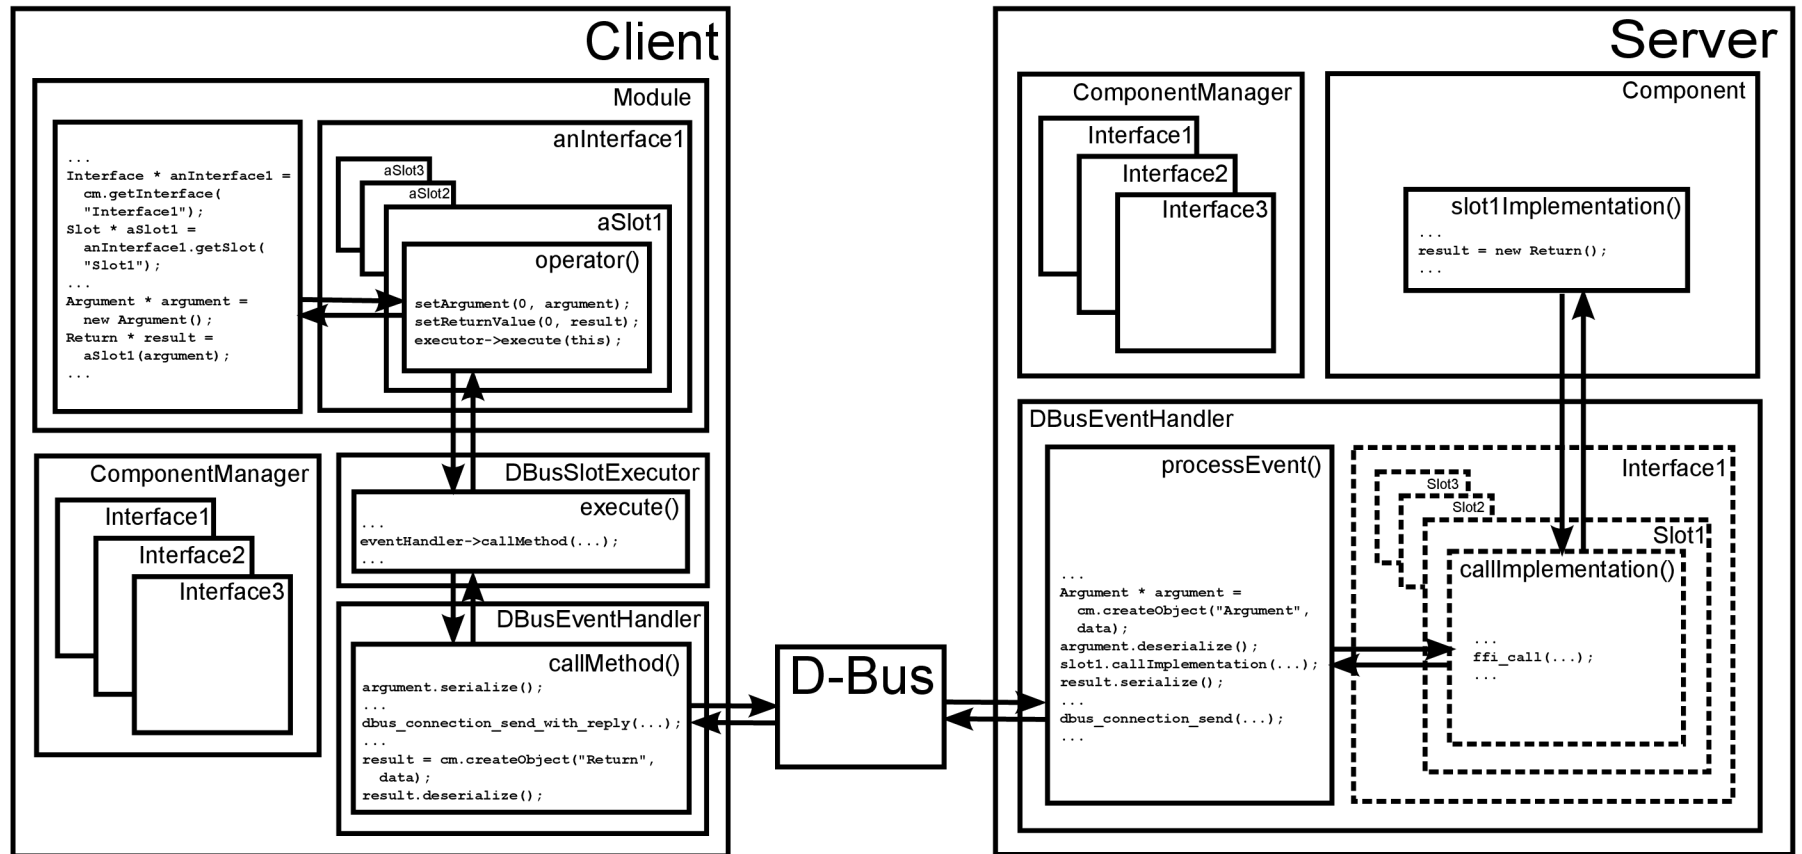 Client
Module
...
Interface * anInterface1 =
cm.getInterface(
"Interface1");
Slot * aSlot1 =
anInterface1.getSlot(
"Slot1");
...
Argument * argument =
new Argument();
Return * result =
aSlot1(argument);
...
anInterface1
aSlot3
aSlot2
aSlot1
operator()
setArgument(0, argument);
setReturnValue(0, result);
executor->execute(this);
ComponentManager
Interface1
Interface2
Interface3
DBusSlotExecutor
execute()
...
eventHandler->callMethod(...);
...
DBusEventHandler
callMethod()
argument.serialize();
...
dbus_connection_send_with_reply(...);
...
result = cm.createObject("Return",
data);
result.deserialize();
D-Bus
Server
ComponentManager
Interface1
Interface2
Interface3
Component
slot1Implementation()
...
result = new Return();
...
DBusEventHandler
processEvent()
...
Argument * argument =
cm.createObject("Argument",
data);
argument.deserialize();
slot1.callImplementation(...);
result.serialize();
...
dbus_connection_send(...);
...
Interface1
Slot3
Slot2
Slot1
callImplementation()
...
ffi_call(...);
...